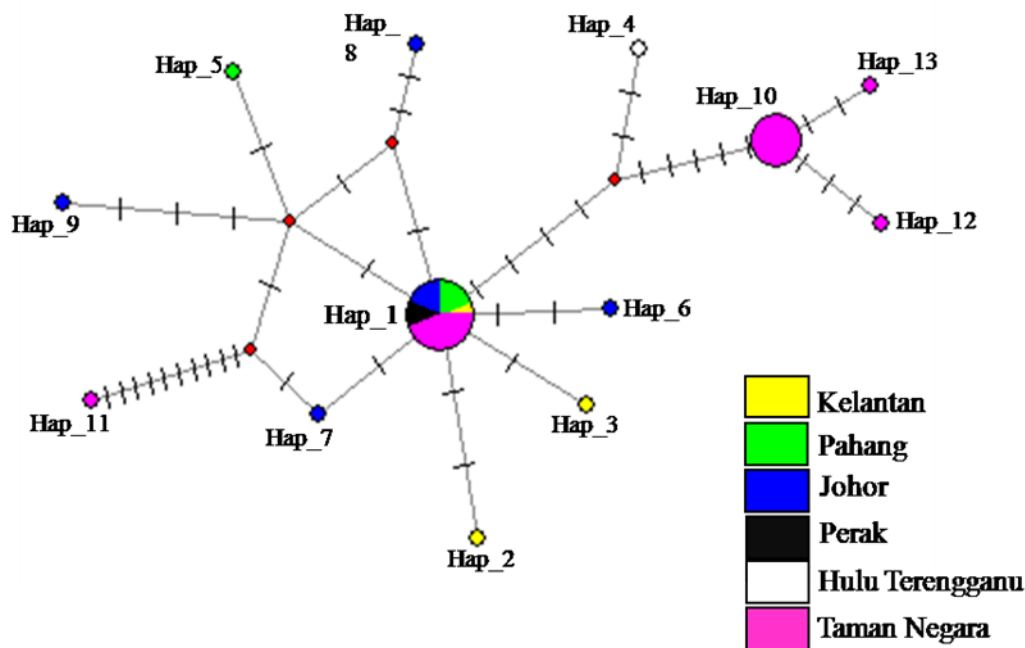 Hap_
8
Hap_4
Hap_5
Hap_13
Hap_10
Hap_9
Hap_12
Hap_1
Hap_6
Hap_11
Hap_7
Hap_3
Hap_2
Kelantan
Pahang
Johor
Perak
Hulu Terengganu
Taman Negara